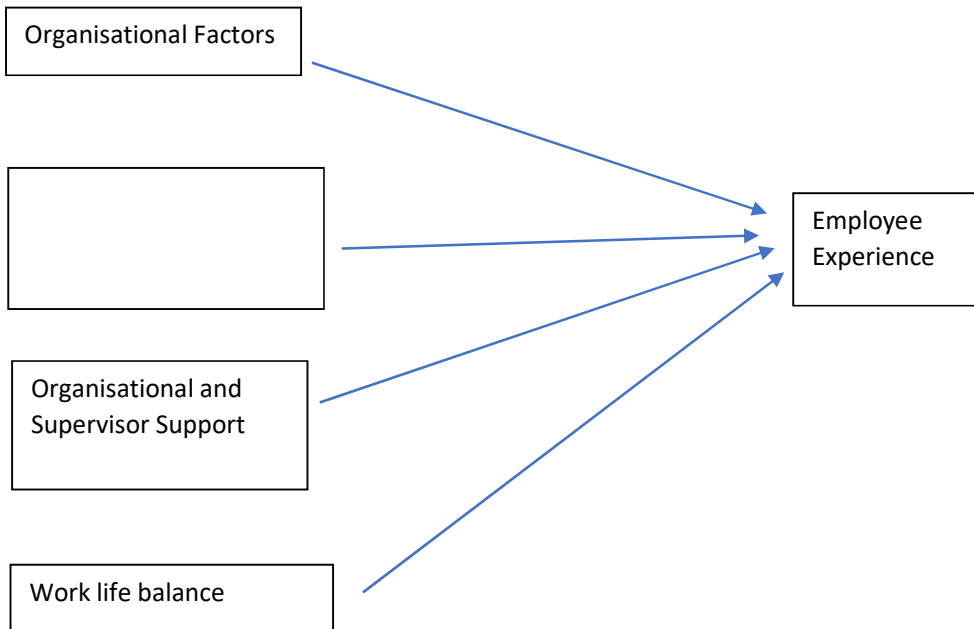 Organisational Factors
Employee
Experience
Organisational and
Supervisor Support
Work life balance